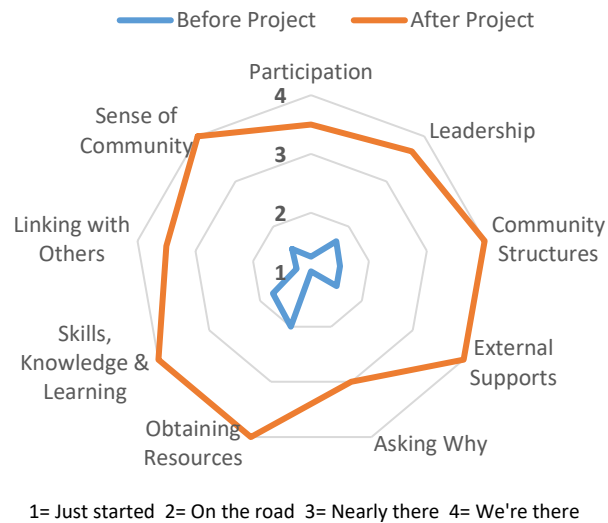 Before Project After Project
Participation
4
Sense of
Community
Leadership
3
Linking with
Others
2
Community
Structures
1
Skills,
Knowledge &
Learning
External
Supports
Obtaining
Resources
Asking Why
1= Just started 2= On the road 3= Nearly there 4= We're there